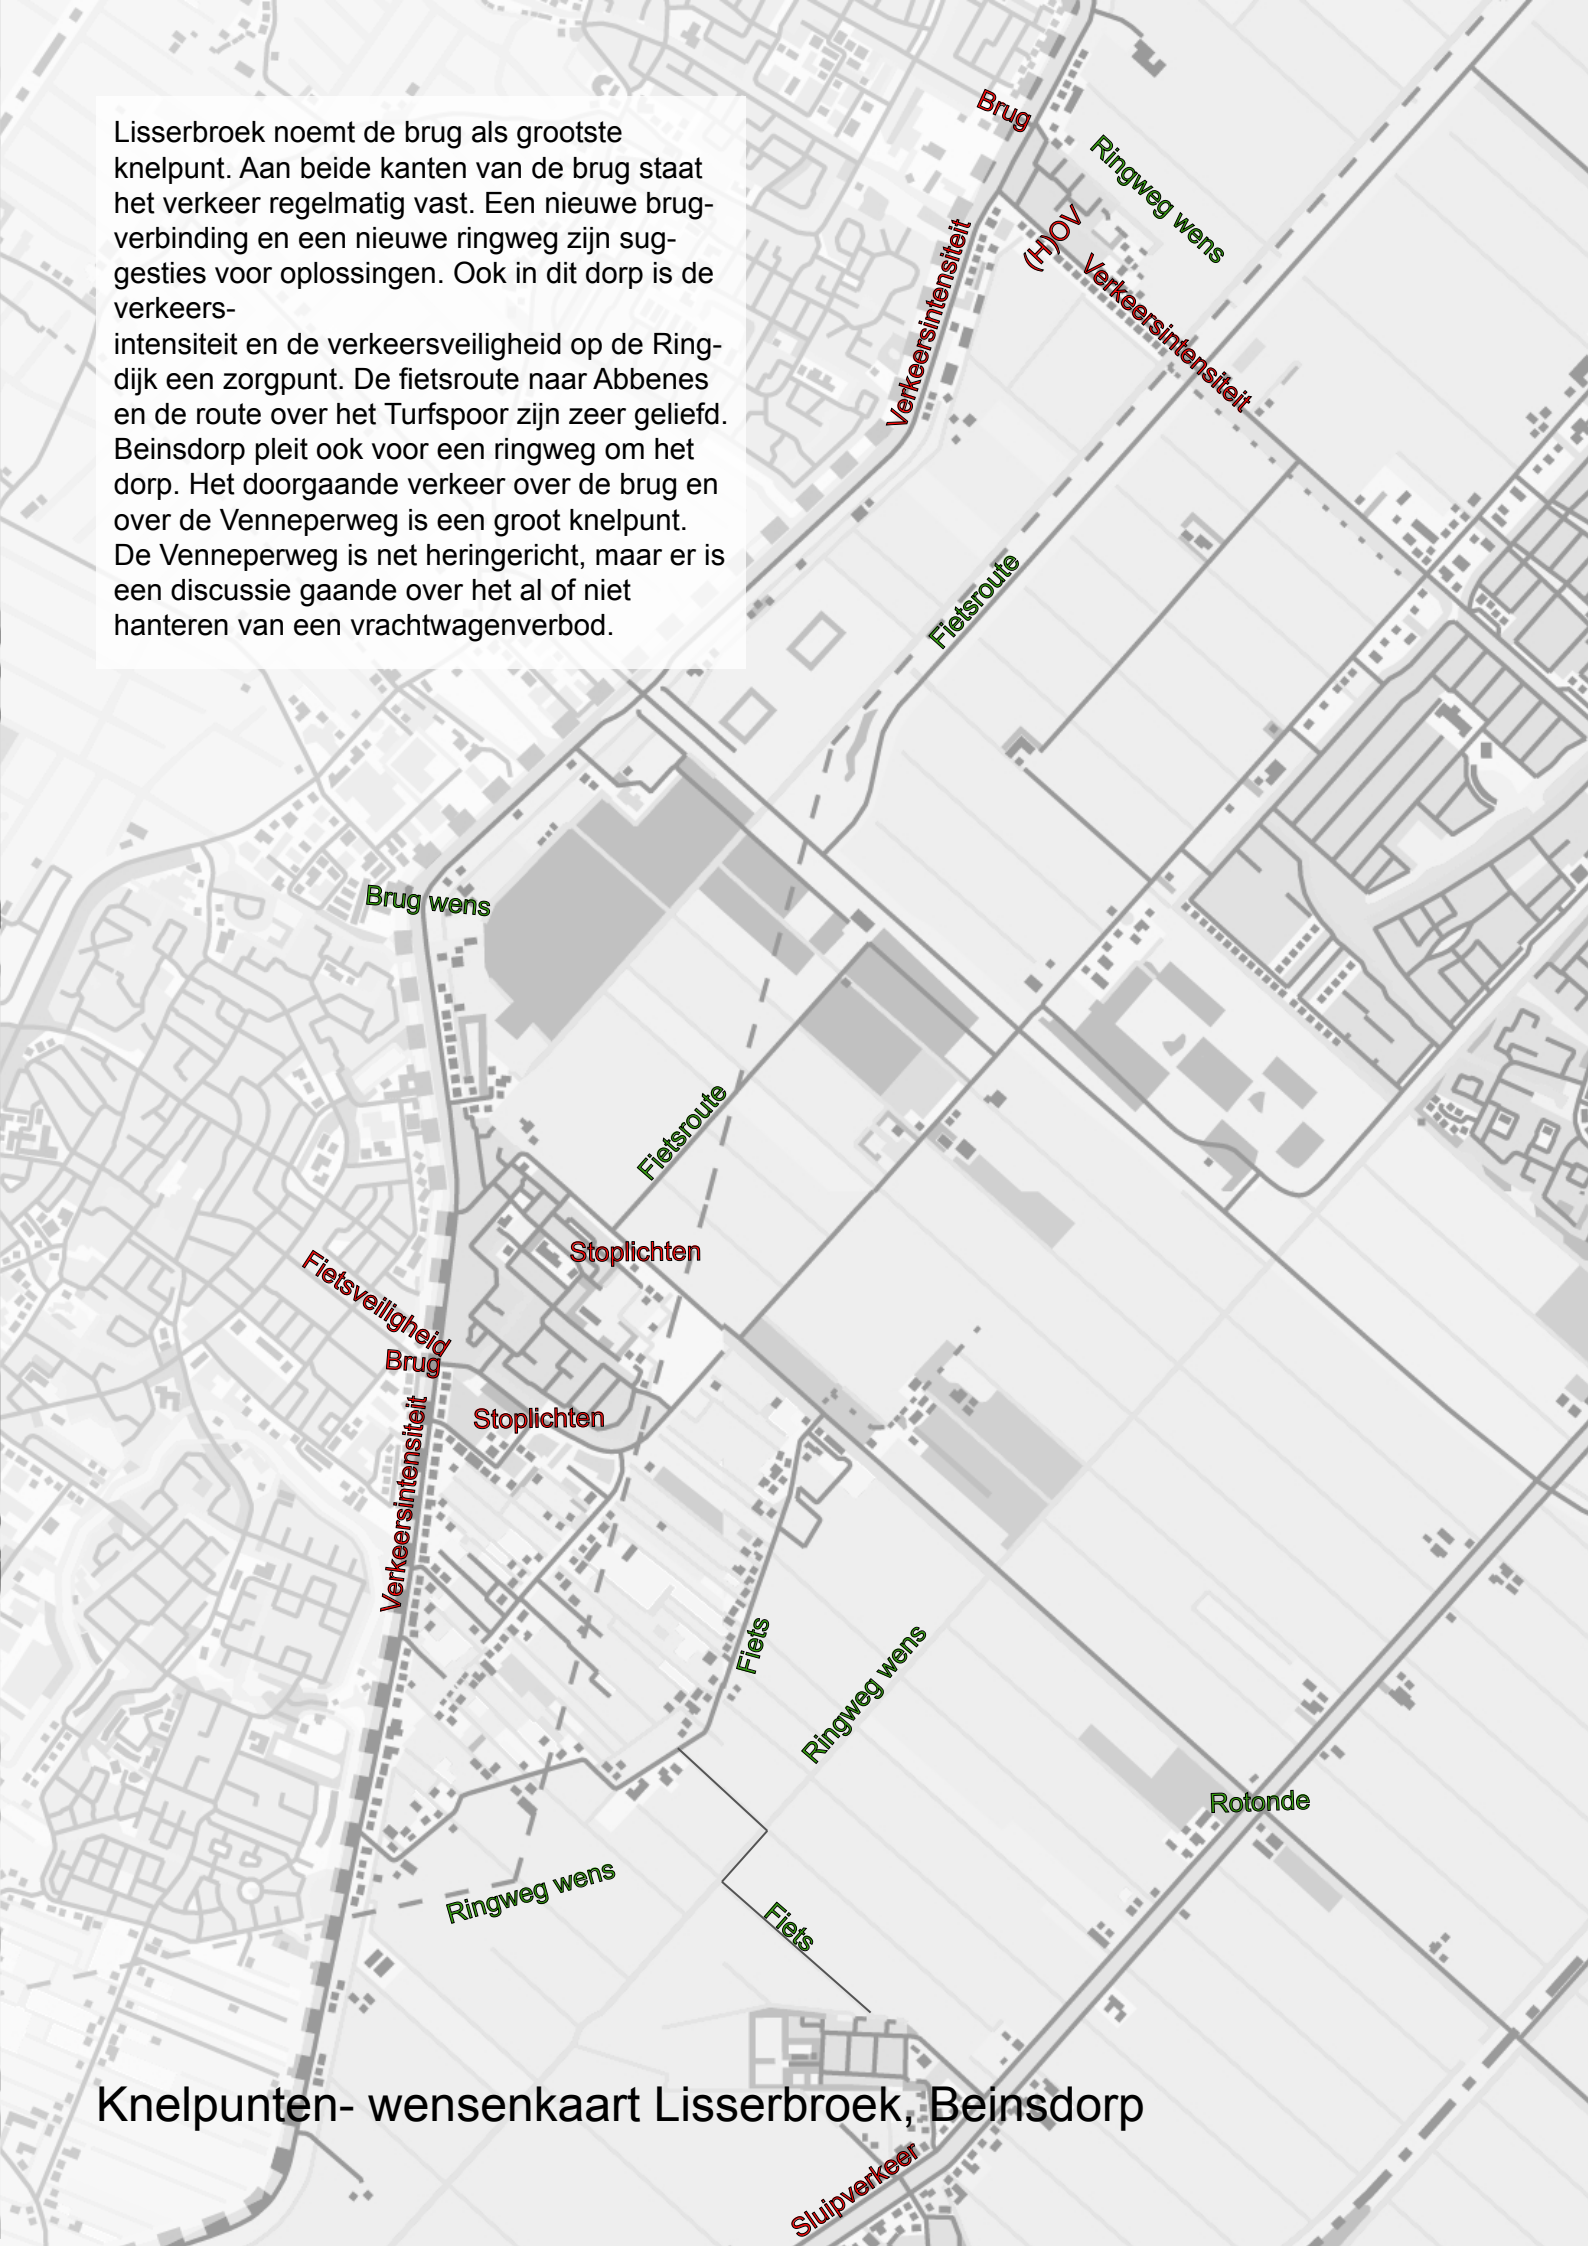 Lisserbroek noemt de brug als grootste
knelpunt. Aan beide kanten van de brug staat
het verkeer regelmatig vast. Een nieuwe brug-
verbinding en een nieuwe ringweg zijn sug-
gesties voor oplossingen. Ook in dit dorp is de
verkeers-
intensiteit en de verkeersveiligheid op de Ring-
dijk een zorgpunt. De fietsroute naar Abbenes
en de route over het Turfspoor zijn zeer geliefd.
Beinsdorp pleit ook voor een ringweg om het
dorp. Het doorgaande verkeer over de brug en
over de Venneperweg is een groot knelpunt.
De Venneperweg is net heringericht, maar er is
een discussie gaande over het al of niet
hanteren van een vrachtwagenverbod.
Brug
Ringweg wens
(H)OV
Verkeersintensiteit
Verkeersintensiteit
Fietsroute
Brug wens
Fietsroute
Stoplichten
Fietsveiligheid
Brug
Stoplichten
Verkeersintensiteit
Fiets
Ringweg wens
Rotonde
Ringweg wens
Fiets
Knelpunten- wensenkaart Lisserbroek, Beinsdorp
Sluipverkeer